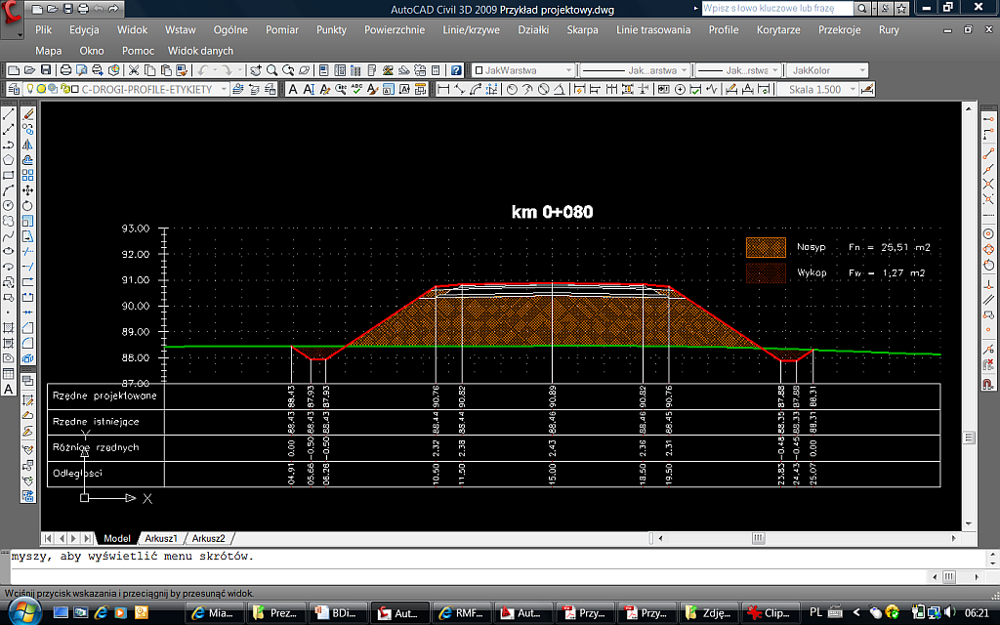 AutoCAD Civil 3D 2009 Przykład projektowy.dwg
Wpisz słowo kluczowe lub frazę
Plik Edycja Widok Wstaw Ogólne Pomiar Punkty Powierzchnie Linie/krzywe Działki Skarpa Linie trasowania Profile Korytarze Przekroje Rury
Mapa Okno Pomoc Widok danych
JakWarstwa Jak...arstwa Jak...rstwa JakKolor
C-DROGI-PROFILE-ETYKIETY Skala 1.500
km 0+080
93.00
92.00
91.00
90.00
89.00
88.00
87.00
Nasyp Fn = 25,51 m2
Wykop Fw = 1,27 m2
Rzędne projektowane 88.43 87.93 87.93 90.76 90.82 90.89 90.82 90.76 87.88 87.88 88.31
Rzędne istniejące 88.43 88.43 88.43 88.44 88.44 88.46 88.46 88.45 88.35 88.33 88.31
Różnice rzędnych 0.00 -0.50 -0.50 2.32 2.38 2.43 2.36 2.31 -0.48 -0.45 0.00
Odległości 04.91 05.66 06.26 10.50 11.50 15.00 18.50 19.50 23.83 24.43 25.07
Y
X
Model Arkusz1 Arkusz2
myszy, aby wyświetlić menu skrótów.
Wciśnij przycisk wskazania i przeciągnij by przesunąć widok.
Mia... Prez... BDi... Aut... RMF... Aut... Przy... Przy... Zdję... Clip... PL 06:21